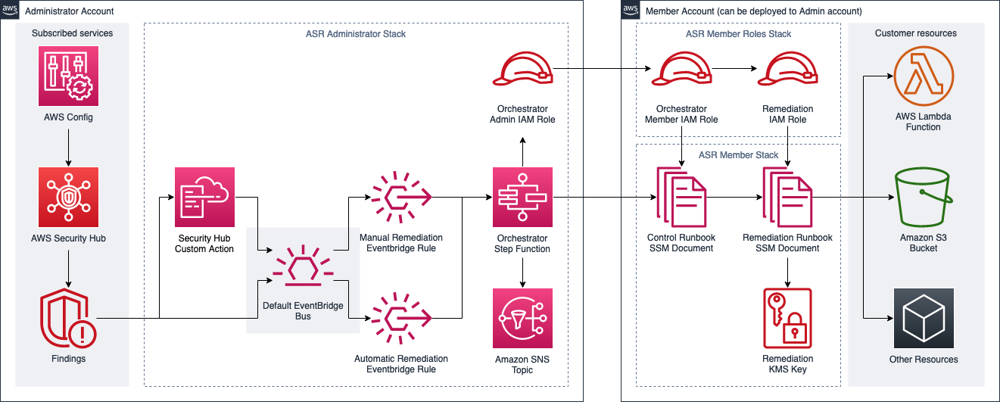 aws
Administrator Account
Subscribed services
AWS Config
AWS Security Hub
Findings
ASR Administrator Stack
Security Hub
Custom Action
Default EventBridge
Bus
Manual Remediation
Eventbridge Rule
Automatic Remediation
Eventbridge Rule
Orchestrator
Admin IAM Role
Orchestrator
Step Function
Amazon SNS
Topic
aws
Member Account (can be deployed to Admin account)
ASR Member Roles Stack
Orchestrator
Member IAM Role
Remediation
IAM Role
ASR Member Stack
Control Runbook
SSM Document
Remediation Runbook
SSM Document
Remediation
KMS Key
Customer resources
AWS Lambda
Function
Amazon S3
Bucket
Other Resources